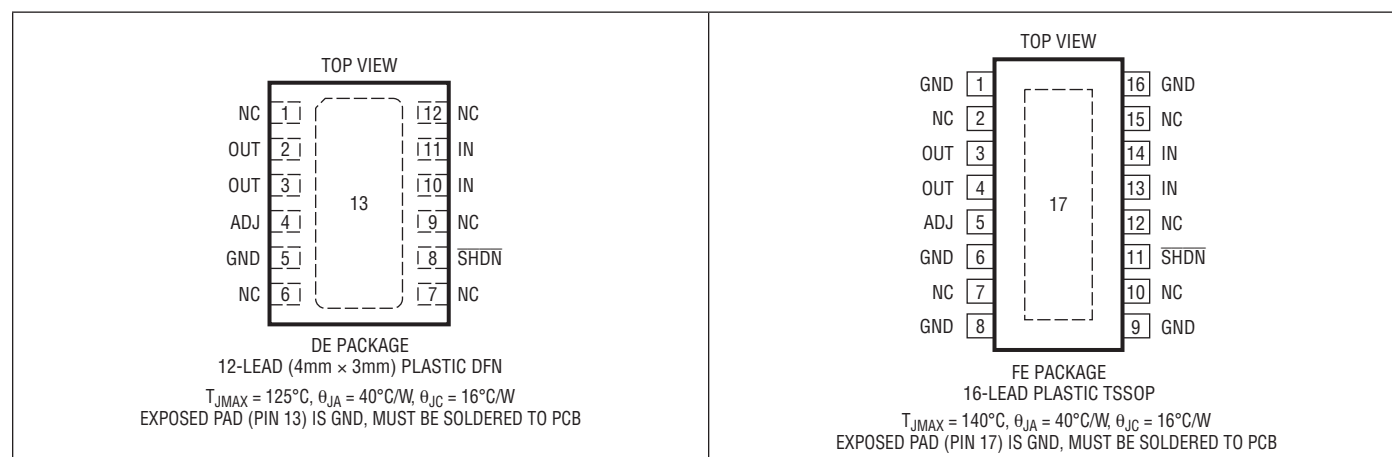 TOP VIEW
NC 1 12 NC
OUT 2 11 IN
OUT 3 10 IN
13
ADJ 4 9 NC
GND 5 8 SHDN
NC 6 7 NC
DE PACKAGE
12-LEAD (4mm × 3mm) PLASTIC DFN
TJMAX = 125°C, θJA = 40°C/W, θJC = 16°C/W
EXPOSED PAD (PIN 13) IS GND, MUST BE SOLDERED TO PCB
TOP VIEW
GND 1 16 GND
NC 2 15 NC
OUT 3 14 IN
OUT 4 13 IN
17
ADJ 5 12 NC
GND 6 11 SHDN
NC 7 10 NC
GND 8 9 GND
FE PACKAGE
16-LEAD PLASTIC TSSOP
TJMAX = 140°C, θJA = 40°C/W, θJC = 16°C/W
EXPOSED PAD (PIN 17) IS GND, MUST BE SOLDERED TO PCB